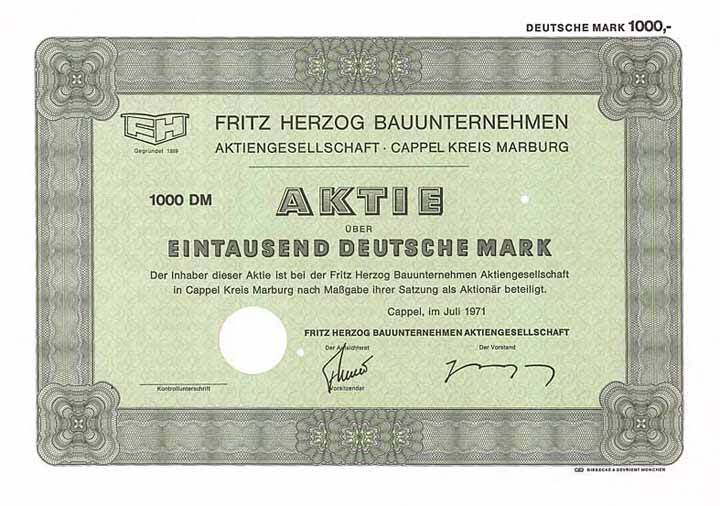 DEUTSCHE MARK 1000,-
FH
Gegründet 1889
FRITZ HERZOG BAUUNTERNEHMEN
AKTIENGESELLSCHAFT · CAPPEL KREIS MARBURG
1000 DM
AKTIE
ÜBER
EINTAUSEND DEUTSCHE MARK
Der Inhaber dieser Aktie ist bei der Fritz Herzog Bauunternehmen Aktiengesellschaft
in Cappel Kreis Marburg nach Maßgabe ihrer Satzung als Aktionär beteiligt.
Cappel, im Juli 1971
FRITZ HERZOG BAUUNTERNEHMEN AKTIENGESELLSCHAFT
Der Aufsichtsrat
Der Vorstand
Vorsitzender
Kontrollunterschrift
GD GIESECKE & DEVRIENT MÜNCHEN